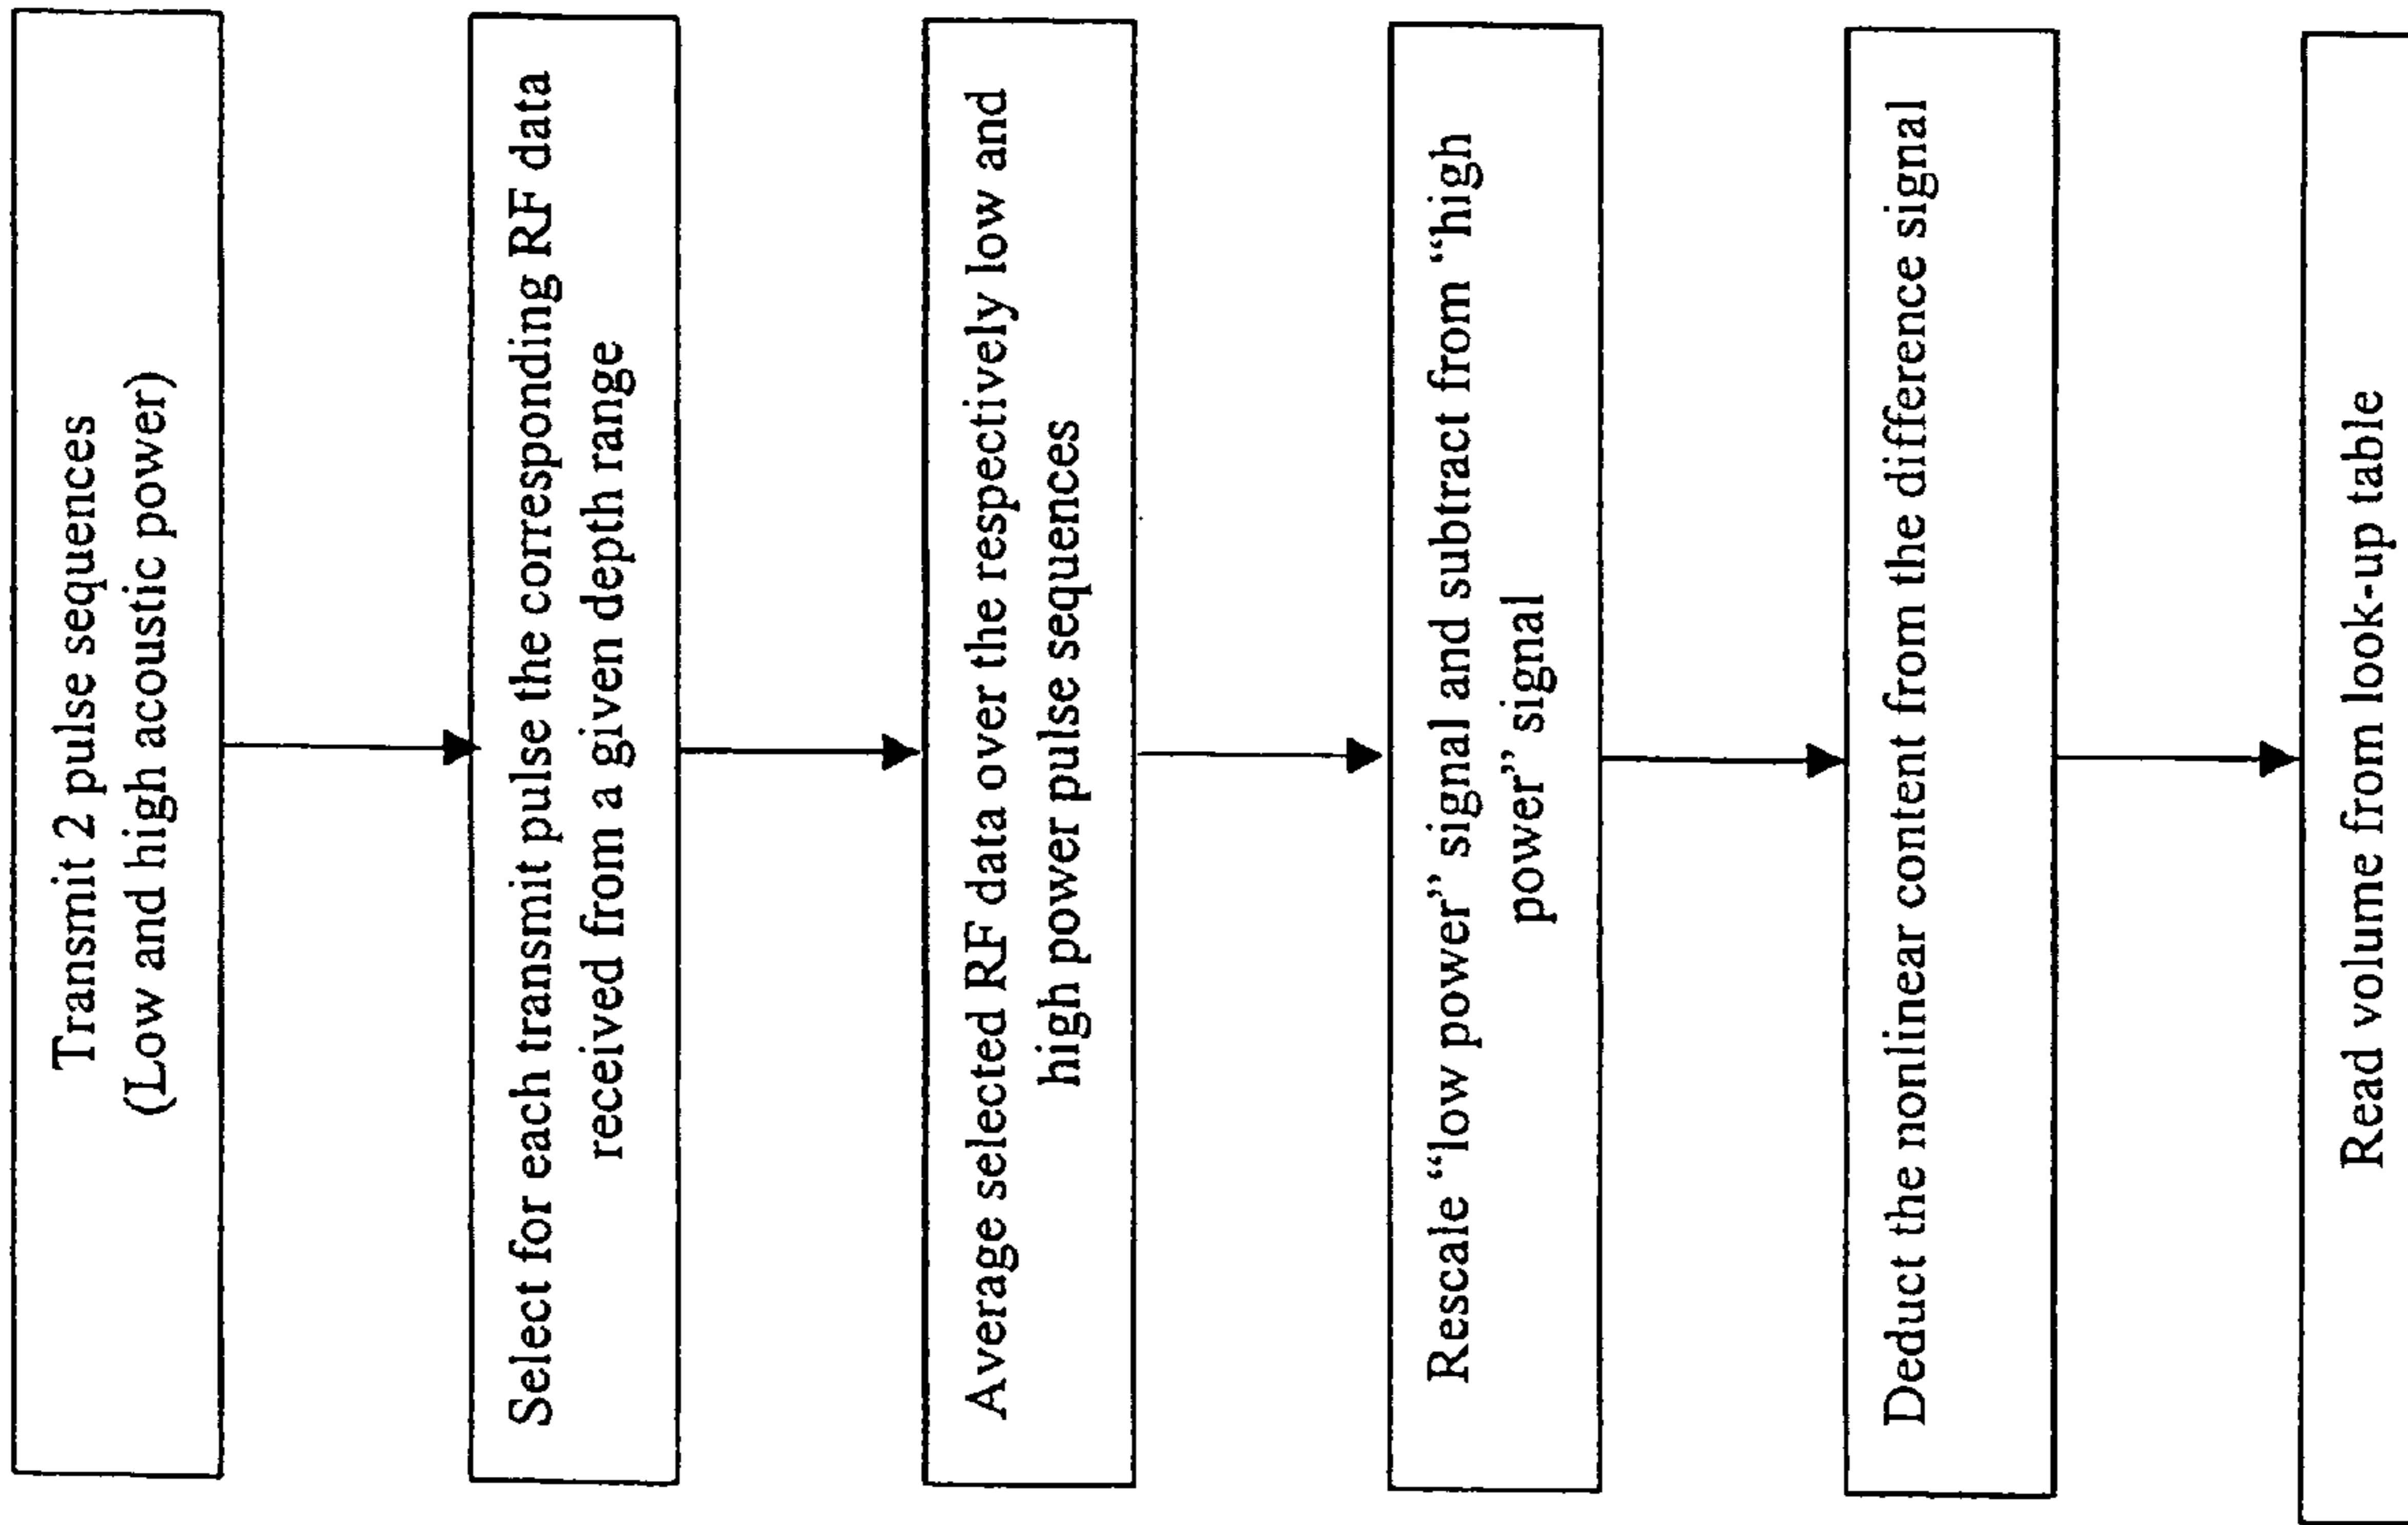 Transmit 2 pulse sequences
(Low and high acoustic power)
Select for each transmit pulse the corresponding RF data
received from a given depth range
Average selected RF data over the respectively low and
high power pulse sequences
Rescale “low power” signal and subtract from “high
power” signal
Deduct the nonlinear content from the difference signal
Read volume from look-up table